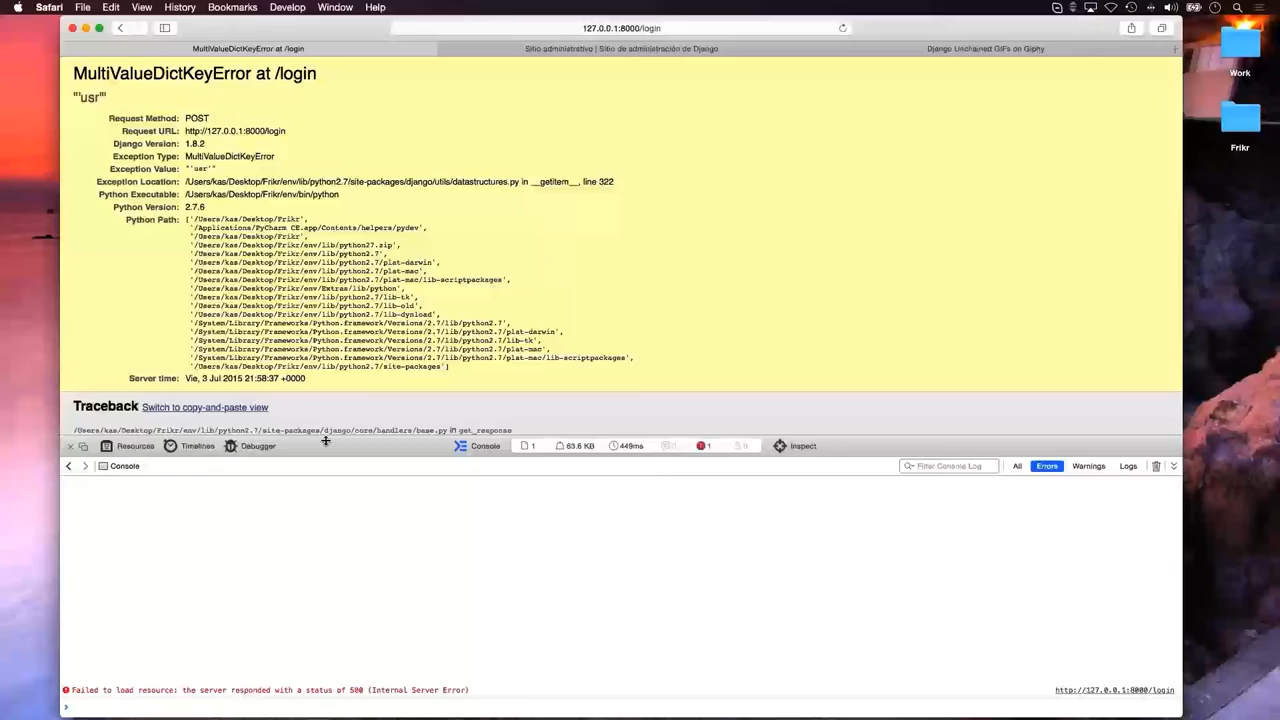 Safari File Edit View History Bookmarks Develop Window Help
127.0.0.1:8000/login
MultiValueDictKeyError at /login
Sitio administrativo | Sitio de administración de Django
Django Unchained GIFs on Giphy
MultiValueDictKeyError at /login
"'usr'"
Request Method: POST
Request URL: http://127.0.0.1:8000/login
Django Version: 1.8.2
Exception Type: MultiValueDictKeyError
Exception Value: "'usr'"
Exception Location: /Users/kas/Desktop/Frikr/env/lib/python2.7/site-packages/django/utils/datastructures.py in __getitem__, line 322
Python Executable: /Users/kas/Desktop/Frikr/env/bin/python
Python Version: 2.7.6
Python Path: ['/Users/kas/Desktop/Frikr',
'/Applications/PyCharm CE.app/Contents/helpers/pydev',
'/Users/kas/Desktop/Frikr',
'/Users/kas/Desktop/Frikr/env/lib/python27.zip',
'/Users/kas/Desktop/Frikr/env/lib/python2.7',
'/Users/kas/Desktop/Frikr/env/lib/python2.7/plat-darwin',
'/Users/kas/Desktop/Frikr/env/lib/python2.7/plat-mac',
'/Users/kas/Desktop/Frikr/env/lib/python2.7/plat-mac/lib-scriptpackages',
'/Users/kas/Desktop/Frikr/env/Extras/lib/python',
'/Users/kas/Desktop/Frikr/env/lib/python2.7/lib-tk',
'/Users/kas/Desktop/Frikr/env/lib/python2.7/lib-old',
'/Users/kas/Desktop/Frikr/env/lib/python2.7/lib-dynload',
'/System/Library/Frameworks/Python.framework/Versions/2.7/lib/python2.7',
'/System/Library/Frameworks/Python.framework/Versions/2.7/lib/python2.7/plat-darwin',
'/System/Library/Frameworks/Python.framework/Versions/2.7/lib/python2.7/lib-tk',
'/System/Library/Frameworks/Python.framework/Versions/2.7/lib/python2.7/plat-mac',
'/System/Library/Frameworks/Python.framework/Versions/2.7/lib/python2.7/plat-mac/lib-scriptpackages',
'/Users/kas/Desktop/Frikr/env/lib/python2.7/site-packages']
Server time: Vie, 3 Jul 2015 21:58:37 +0000
Traceback Switch to copy-and-paste view
/Users/kas/Desktop/Frikr/env/lib/python2.7/site-packages/django/core/handlers/base.py in get_response
Resources Timelines Debugger Console 1 63.6 KB 449ms 1 Inspect
Console Filter Console Log All Errors Warnings Logs
Failed to load resource: the server responded with a status of 500 (Internal Server Error) http://127.0.0.1:8000/login
Work
Frikr